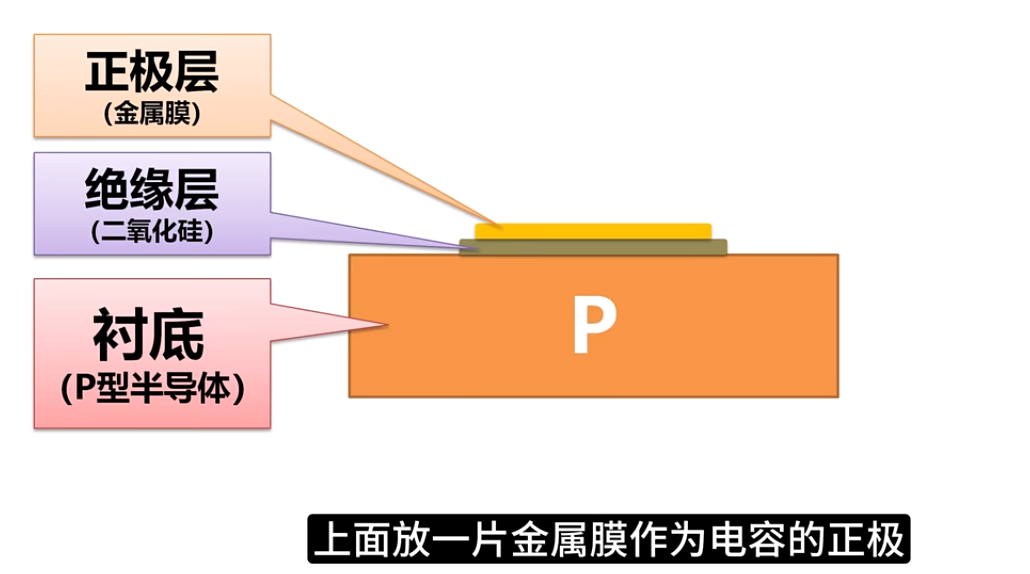 正极层
(金属膜)
绝缘层
(二氧化硅)
衬底
(P型半导体)
P
上面放一片金属膜作为电容的正极